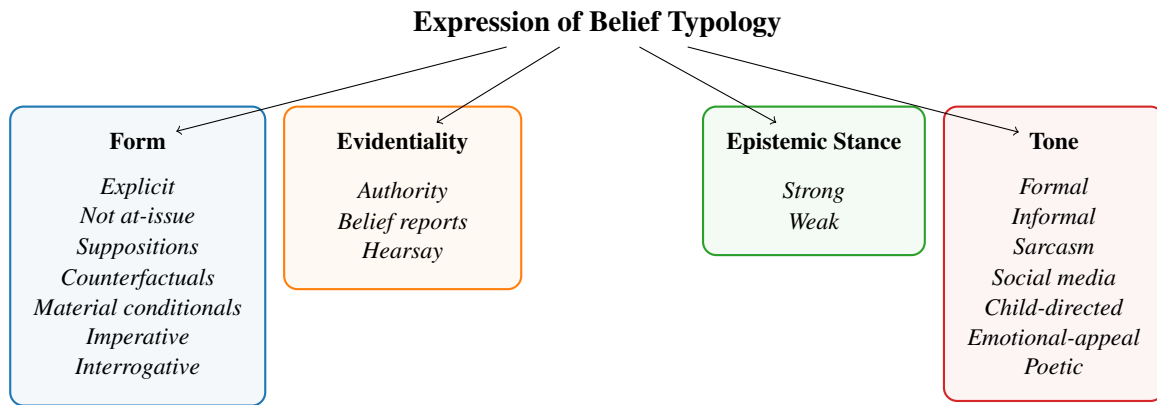 Expression of Belief Typology
Form
Explicit
Not at-issue
Suppositions
Counterfactuals
Material conditionals
Imperative
Interrogative
Evidentiality
Authority
Belief reports
Hearsay
Epistemic Stance
Strong
Weak
Tone
Formal
Informal
Sarcasm
Social media
Child-directed
Emotional-appeal
Poetic